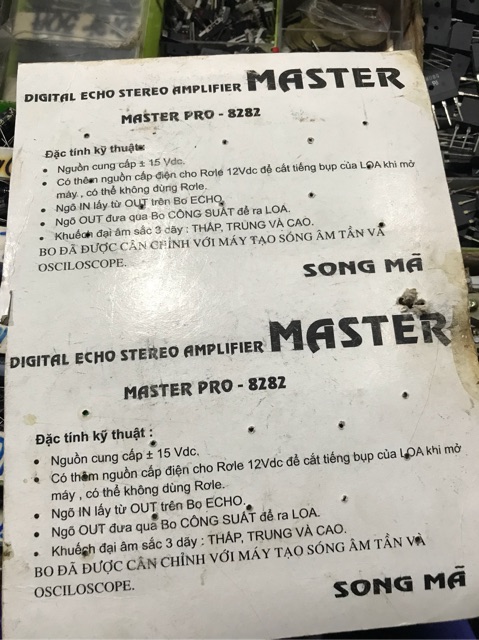 DIGITAL ECHO STEREO AMPLIFIER MASTER
MASTER PRO - 8282
Đặc tính kỹ thuật:
• Nguồn cung cấp ± 15 Vdc.
• Có thêm nguồn cấp điện cho Rơle 12Vdc để cắt tiếng bụp của LOA khi mở
máy , có thể không dùng Rơle.
• Ngõ IN lấy từ OUT trên Bo ECHO.
• Ngõ OUT đưa qua Bo CÔNG SUẤT để ra LOA.
• Khuếch đại âm sắc 3 dãy : THẤP, TRUNG VÀ CAO.
BO ĐÃ ĐƯỢC CÂN CHỈNH VỚI MÁY TẠO SÓNG ÂM TẦN VÀ
OSCILOSCOPE.
SONG MÃ
DIGITAL ECHO STEREO AMPLIFIER MASTER
MASTER PRO - 8282
Đặc tính kỹ thuật :
• Nguồn cung cấp ± 15 Vdc.
• Có thêm nguồn cấp điện cho Rơle 12Vdc để cắt tiếng bụp của LOA khi mở
máy , có thể không dùng Rơle.
• Ngõ IN lấy từ OUT trên Bo ECHO.
• Ngõ OUT đưa qua Bo CÔNG SUẤT để ra LOA.
• Khuếch đại âm sắc 3 dãy : THẤP, TRUNG VÀ CAO.
BO ĐÃ ĐƯỢC CÂN CHỈNH VỚI MÁY TẠO SÓNG ÂM TẦN VÀ
OSCILOSCOPE.
SONG MÃ